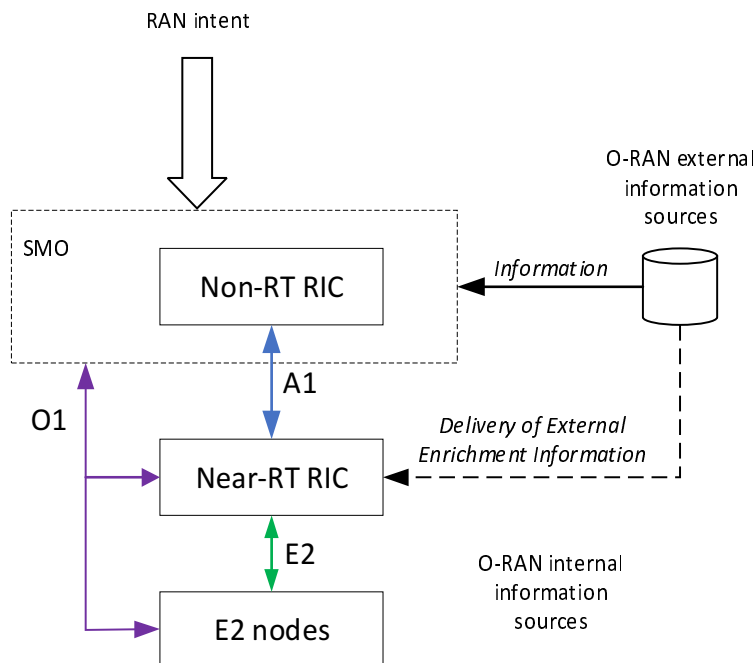 RAN intent
O-RAN external
information
sources
SMO
Non-RT RIC
Information
A1
O1
Delivery of External
Enrichment Information
Near-RT RIC
E2
O-RAN internal
information
sources
E2 nodes